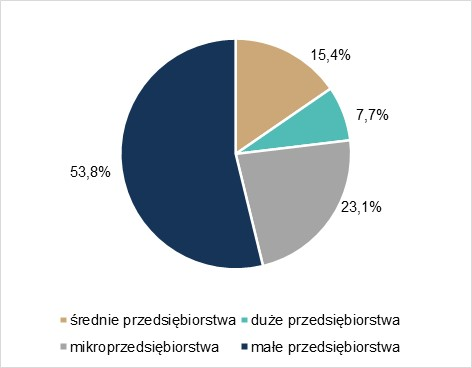 15,4%
7,7%
53,8%
23,1%
średnie przedsiębiorstwa duże przedsiębiorstwa
mikroprzedsiębiorstwa małe przedsiębiorstwa